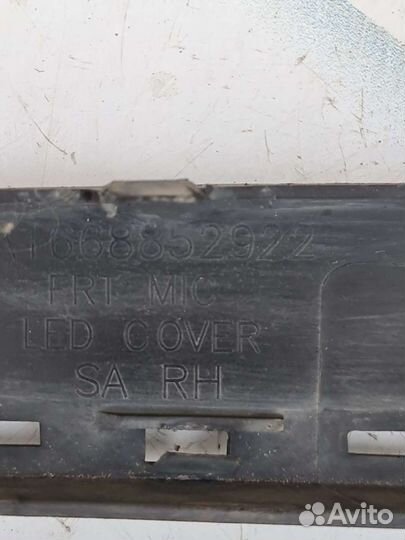 A1668852922
FRT MIC
LED COVER
SA RH
Avito